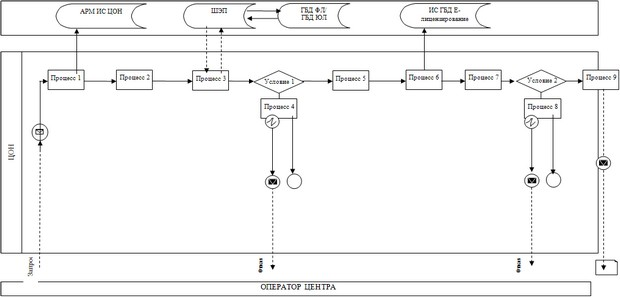 АРМ ИС ЦОН
ШЭП
ГБД ФЛ/
ГБД ЮЛ
ИС ГБД Е-
лицензирование
ЦОН
Процесс 1
Процесс 2
Процесс 3
Условие 1
Процесс 5
Процесс 6
Процесс 7
Условие 2
Процесс 9
Процесс 4
Процесс 8
Запрос
ОПЕРАТОР ЦЕНТРА